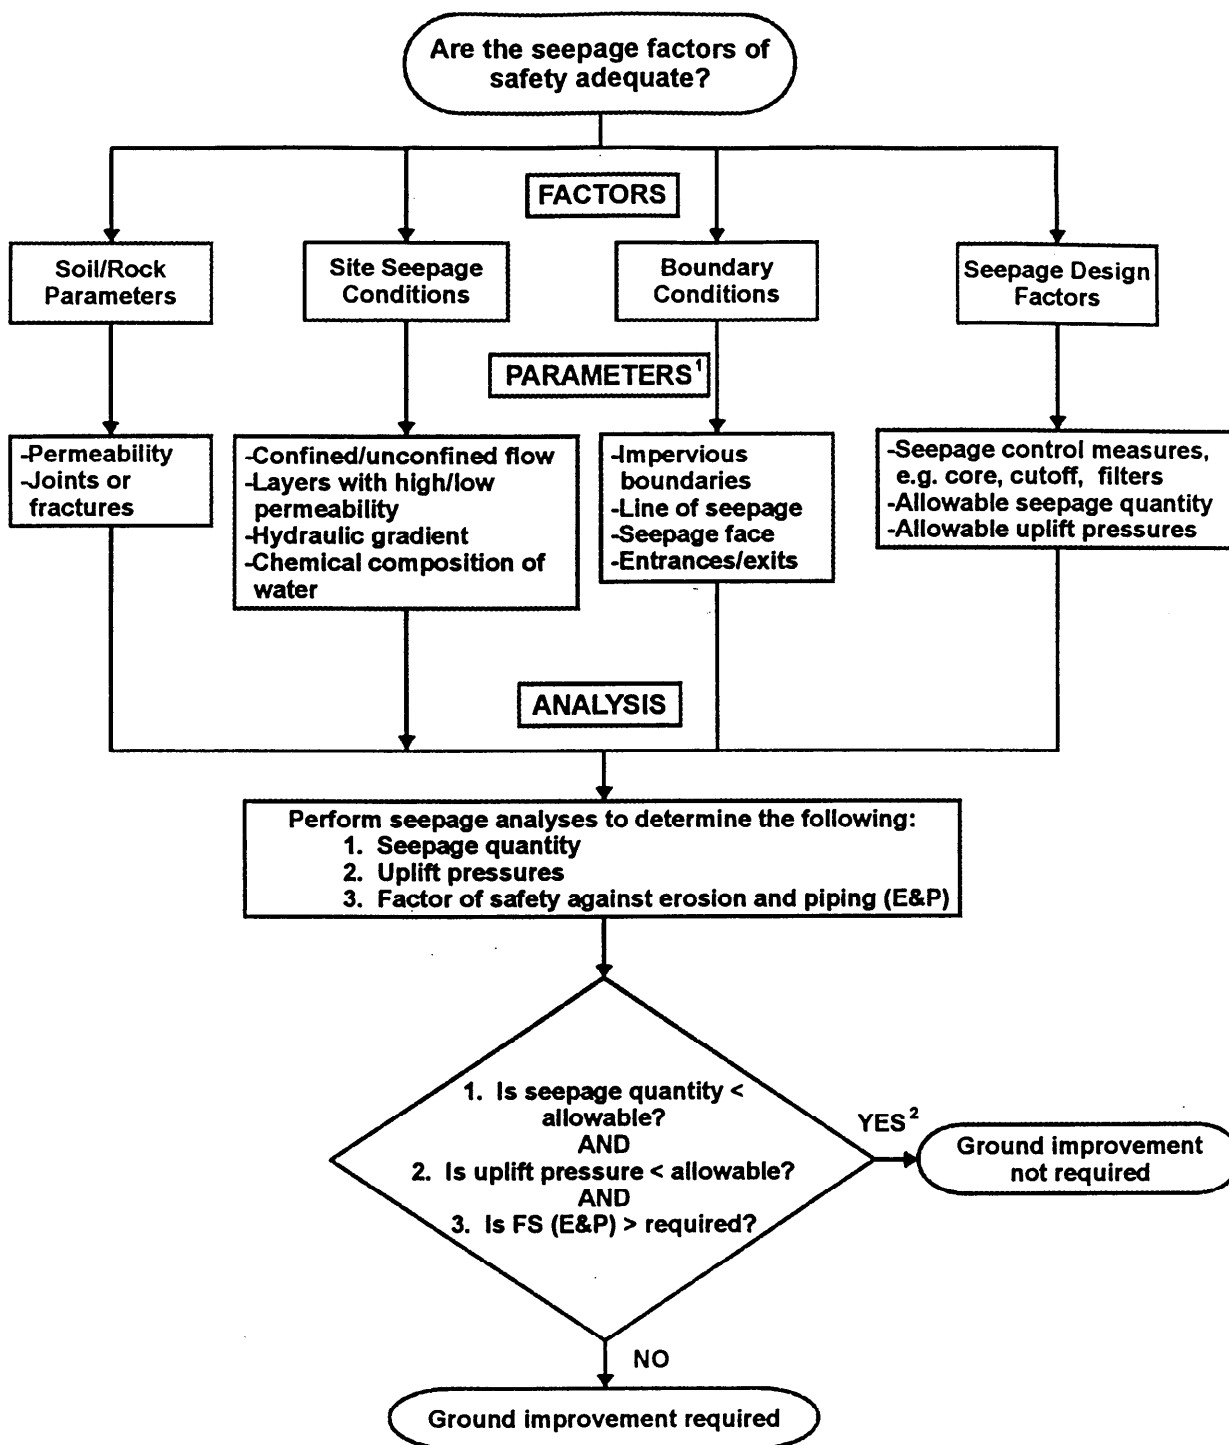 Are the seepage factors of
safety adequate?
FACTORS
Soil/Rock
Parameters
Site Seepage
Conditions
Boundary
Conditions
Seepage Design
Factors
PARAMETERS¹
-Permeability
-Joints or
fractures
-Confined/unconfined flow
-Layers with high/low
permeability
-Hydraulic gradient
-Chemical composition of
water
-Impervious
boundaries
-Line of seepage
-Seepage face
-Entrances/exits
-Seepage control measures,
e.g. core, cutoff, filters
-Allowable seepage quantity
-Allowable uplift pressures
ANALYSIS
Perform seepage analyses to determine the following:
1. Seepage quantity
2. Uplift pressures
3. Factor of safety against erosion and piping (E&P)
1. Is seepage quantity <
allowable?
AND
2. Is uplift pressure < allowable?
AND
3. Is FS (E&P) > required?
YES²
Ground improvement
not required
NO
Ground improvement required